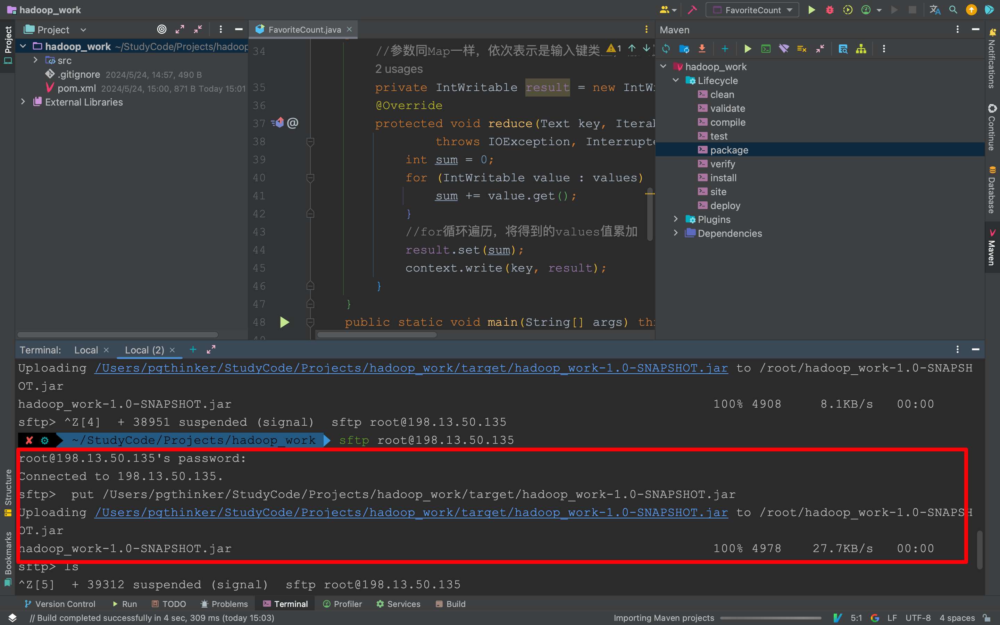 hadoop_work
FavoriteCount
Project
hadoop_work ~/StudyCode/Projects/hadoop
src
.gitignore 2024/5/24, 14:57, 490 B
pom.xml 2024/5/24, 15:00, 871 B Today 15:01
External Libraries
FavoriteCount.java
34 //参数同Map一样，依次表示是输入键类
1
2 usages
35 private IntWritable result = new IntW
36 @Override
37 @ protected void reduce(Text key, Iterab
38 throws IOException, Interrupte
39 int sum = 0;
40 for (IntWritable value : values)
41 sum += value.get();
42 }
43 //for循环遍历，将得到的values值累加
44 result.set(sum);
45 context.write(key, result);
46 }
47 }
48 public static void main(String[] args) thr
49
Maven
hadoop_work
Lifecycle
clean
validate
compile
test
package
verify
install
site
deploy
Plugins
Dependencies
Project
Structure
Bookmarks
Notifications
Continue
Database
Maven
Terminal: Local Local (2)
Uploading /Users/pgthinker/StudyCode/Projects/hadoop_work/target/hadoop_work-1.0-SNAPSHOT.jar to /root/hadoop_work-1.0-SNAPSH
OT.jar
hadoop_work-1.0-SNAPSHOT.jar 100% 4908 8.1KB/s 00:00
sftp> ^Z[4] + 38951 suspended (signal) sftp root@198.13.50.135
~/StudyCode/Projects/hadoop_work sftp root@198.13.50.135
root@198.13.50.135's password:
Connected to 198.13.50.135.
sftp> put /Users/pgthinker/StudyCode/Projects/hadoop_work/target/hadoop_work-1.0-SNAPSHOT.jar
Uploading /Users/pgthinker/StudyCode/Projects/hadoop_work/target/hadoop_work-1.0-SNAPSHOT.jar to /root/hadoop_work-1.0-SNAPSH
OT.jar
hadoop_work-1.0-SNAPSHOT.jar 100% 4978 27.7KB/s 00:00
sftp> ls
^Z[5] + 39312 suspended (signal) sftp root@198.13.50.135
Version Control Run TODO Problems Terminal Profiler Services Build
// Build completed successfully in 4 sec, 309 ms (today 15:03) Importing Maven projects 5:1 LF UTF-8 4 spaces